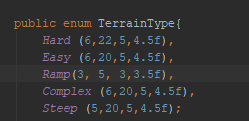 public enum TerrainType{
Hard (6,22,5,4.5f),
Easy (6,20,5,4.5f),
Ramp(3, 5, 3,3.5f),
Complex (6,20,5,4.5f),
Steep (5,20,5,4.5f);